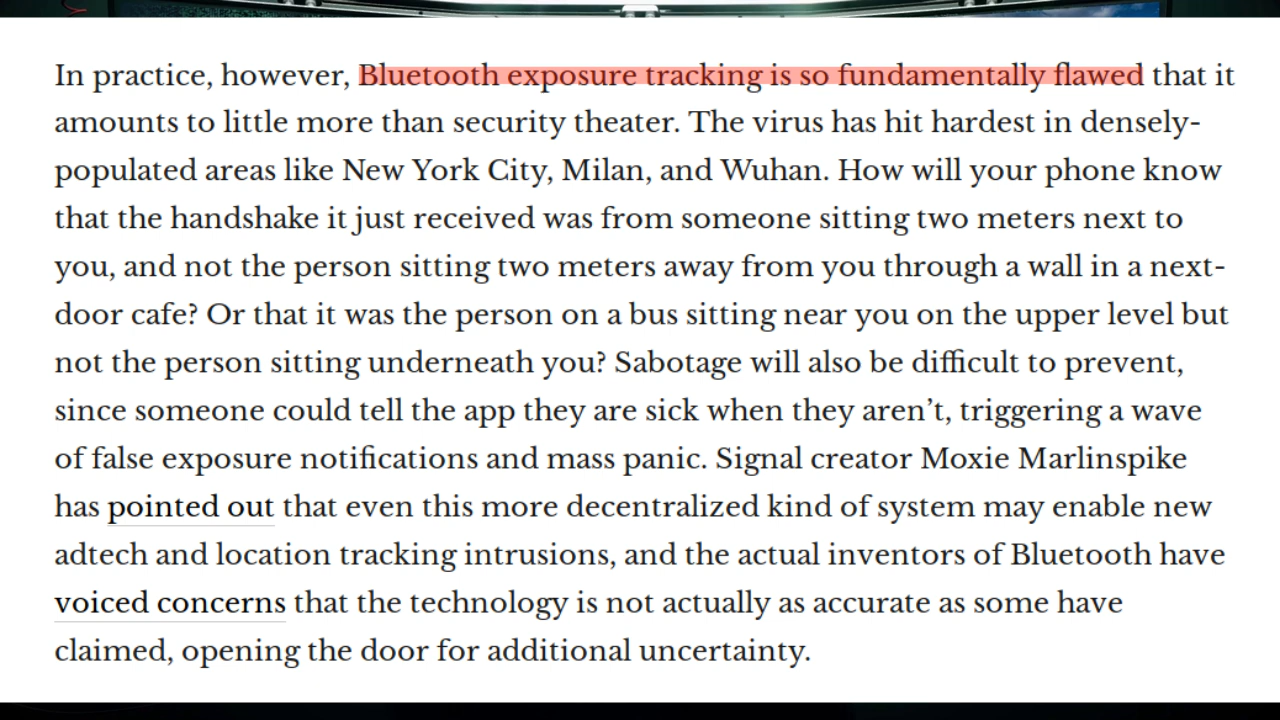 In practice, however, Bluetooth exposure tracking is so fundamentally flawed that it
amounts to little more than security theater. The virus has hit hardest in densely-
populated areas like New York City, Milan, and Wuhan. How will your phone know
that the handshake it just received was from someone sitting two meters next to
you, and not the person sitting two meters away from you through a wall in a next-
door cafe? Or that it was the person on a bus sitting near you on the upper level but
not the person sitting underneath you? Sabotage will also be difficult to prevent,
since someone could tell the app they are sick when they aren’t, triggering a wave
of false exposure notifications and mass panic. Signal creator Moxie Marlinspike
has pointed out that even this more decentralized kind of system may enable new
adtech and location tracking intrusions, and the actual inventors of Bluetooth have
voiced concerns that the technology is not actually as accurate as some have
claimed, opening the door for additional uncertainty.